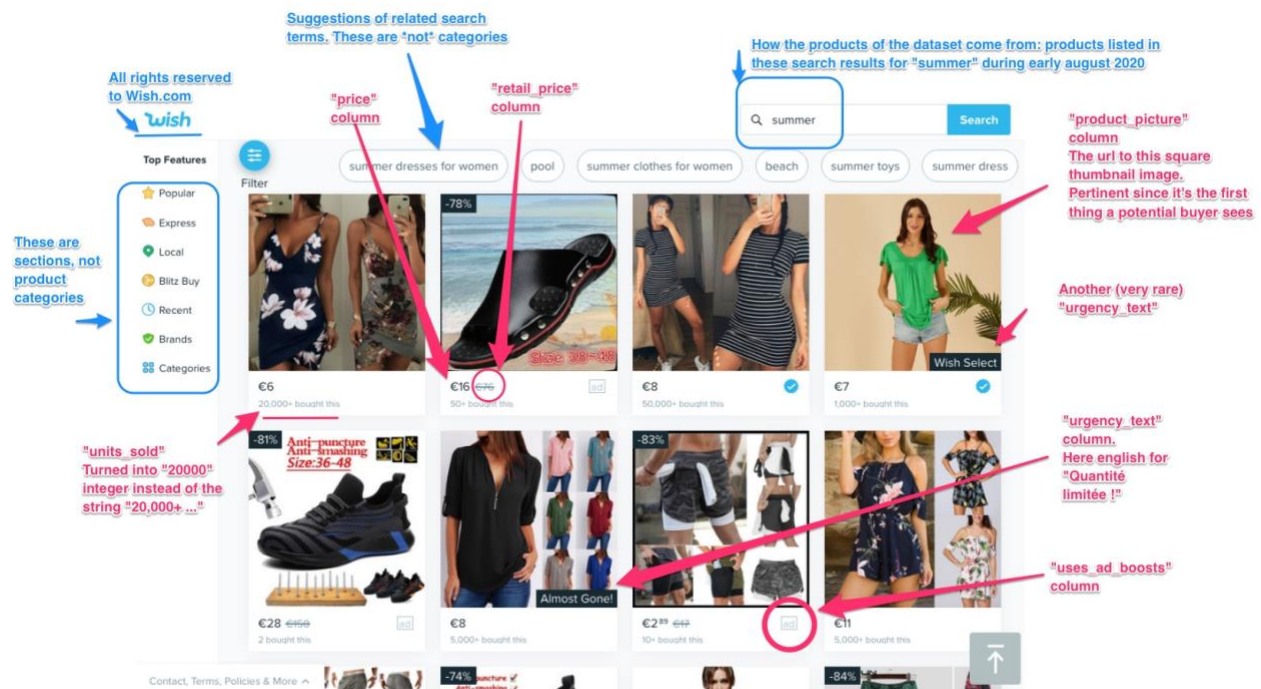 Suggestions of related search
terms. These are *not* categories
How the products of the dataset come from: products listed in
these search results for "summer" during early august 2020
All rights reserved
to Wish.com
"price"
column
"retail_price"
column
wish
summer
Search
"product_picture"
column
The url to this square
thumbnail image.
Pertinent since it's the first
thing a potential buyer sees
Top Features
Filter
summer dresses for women
pool
summer clothes for women
beach
summer toys
summer dress
Popular
Express
Local
Blitz Buy
Recent
Brands
Categories
These are
sections, not
product
categories
-78%
Size 38-48
Wish Select
Another (very rare)
"urgency_text"
€6
20,000+ bought this
€16 €76
ad
50+ bought this
€8
50,000+ bought this
€7
1,000+ bought this
"units_sold"
Turned into "20000"
integer instead of the
string "20,000+ ..."
-81%
Anti-puncture
Anti-smashing
Size:36-48
Almost Gone!
-83%
"urgency_text"
column.
Here english for
"Quantité
limitée !"
"uses_ad_boosts"
column
€28 €150
ad
2 bought this
€8
5,000+ bought this
€2⁸⁹ €17
ad
10+ bought this
€11
5,000+ bought this
Contact, Terms, Policies & More
-74%
-84%